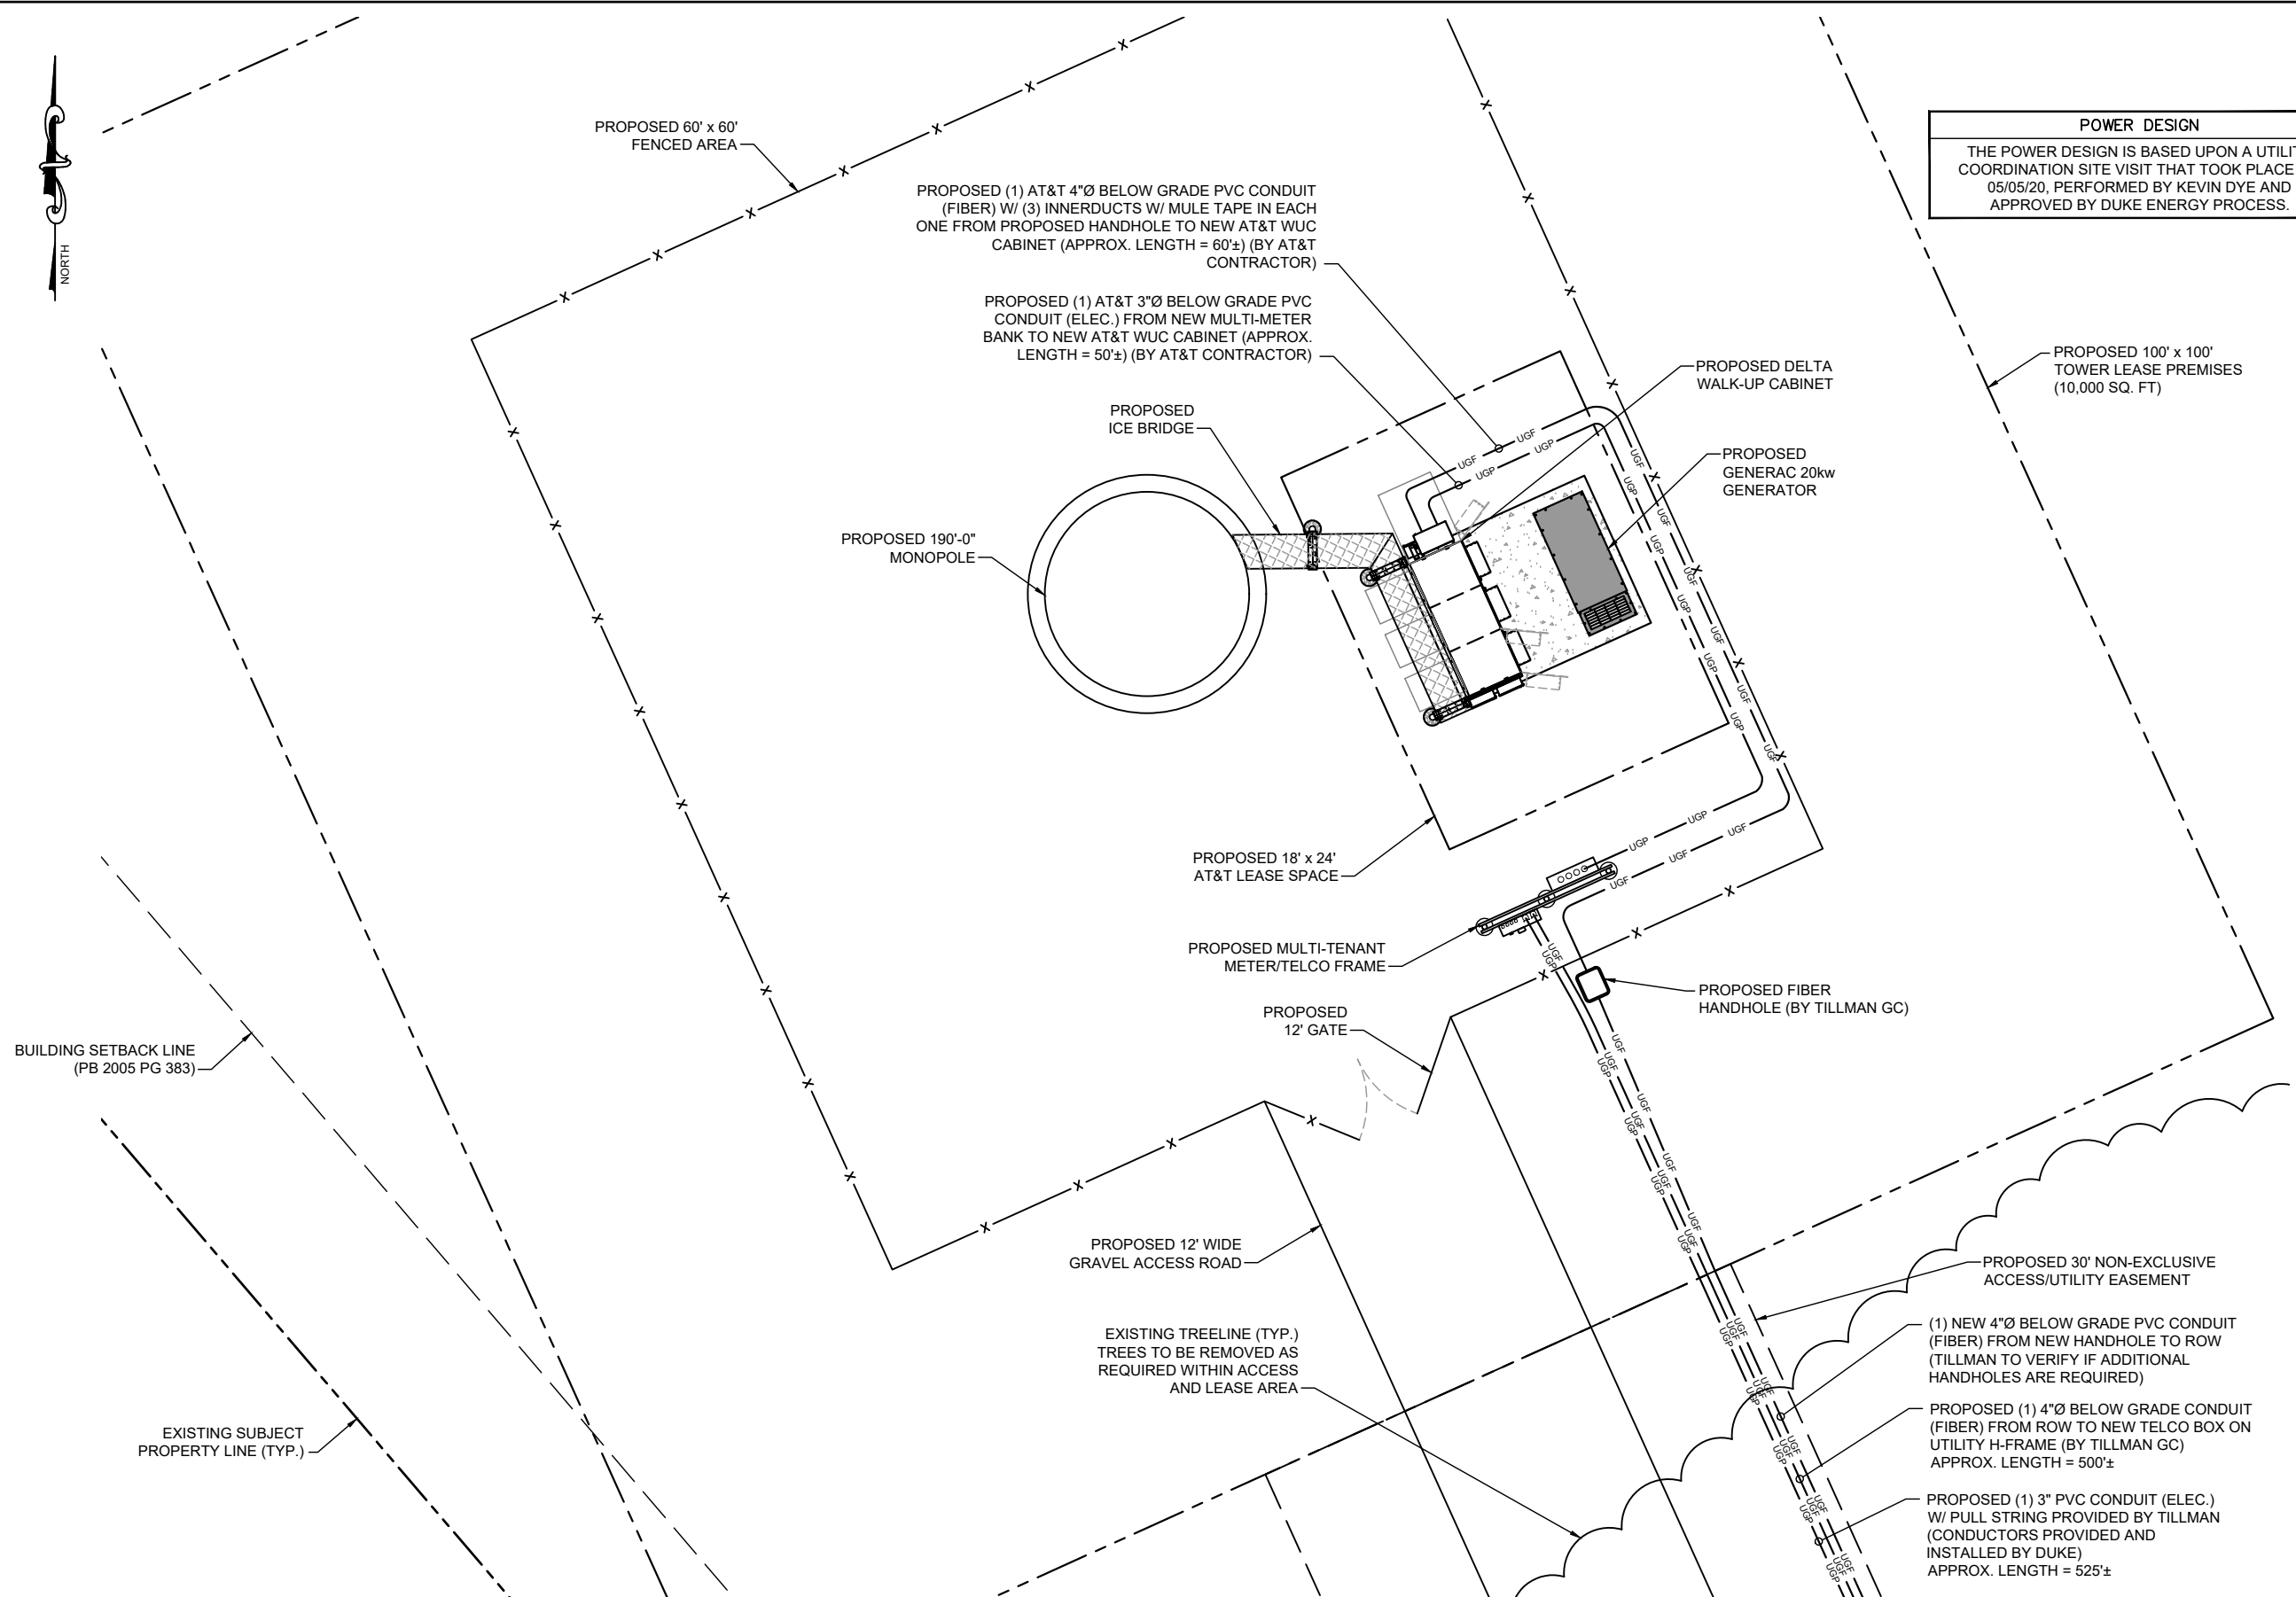 NORTH
PROPOSED 60' x 60'
FENCED AREA
PROPOSED (1) AT&T 4"Ø BELOW GRADE PVC CONDUIT
(FIBER) W/ (3) INNERDUCTS W/ MULE TAPE IN EACH
ONE FROM PROPOSED HANDHOLE TO NEW AT&T WUC
CABINET (APPROX. LENGTH = 60'±) (BY AT&T
CONTRACTOR)
PROPOSED (1) AT&T 3"Ø BELOW GRADE PVC
CONDUIT (ELEC.) FROM NEW MULTI-METER
BANK TO NEW AT&T WUC CABINET (APPROX.
LENGTH = 50'±) (BY AT&T CONTRACTOR)
POWER DESIGN
THE POWER DESIGN IS BASED UPON A
COORDINATION SITE VISIT THAT TOOK PLACE
05/05/20, PERFORMED BY KEVIN DYE AND
APPROVED BY DUKE ENERGY PROCESS.
PROPOSED 100' x 100'
TOWER LEASE PREMISES
(10,000 SQ. FT)
PROPOSED DELTA
WALK-UP CABINET
PROPOSED
ICE BRIDGE
PROPOSED
GENERAC 20kw
GENERATOR
PROPOSED 190'-0"
MONOPOLE
PROPOSED 18' x 24'
AT&T LEASE SPACE
PROPOSED MULTI-TENANT
METER/TELCO FRAME
PROPOSED FIBER
HANDHOLE (BY TILLMAN GC)
PROPOSED
12' GATE
BUILDING SETBACK LINE
(PB 2005 PG 383)
PROPOSED 12' WIDE
GRAVEL ACCESS ROAD
PROPOSED 30' NON-EXCLUSIVE
ACCESS/UTILITY EASEMENT
EXISTING TREELINE (TYP.)
TREES TO BE REMOVED AS
REQUIRED WITHIN ACCESS
AND LEASE AREA
(1) NEW 4"Ø BELOW GRADE PVC CONDUIT
(FIBER) FROM NEW HANDHOLE TO ROW
(TILLMAN TO VERIFY IF ADDITIONAL
HANDHOLES ARE REQUIRED)
EXISTING SUBJECT
PROPERTY LINE (TYP.)
PROPOSED (1) 4"Ø BELOW GRADE CONDUIT
(FIBER) FROM ROW TO NEW TELCO BOX ON
UTILITY H-FRAME (BY TILLMAN GC)
APPROX. LENGTH = 500'±
PROPOSED (1) 3" PVC CONDUIT (ELEC.)
W/ PULL STRING PROVIDED BY TILLMAN
(CONDUCTORS PROVIDED AND
INSTALLED BY DUKE)
APPROX. LENGTH = 525'±
UGF
UGP